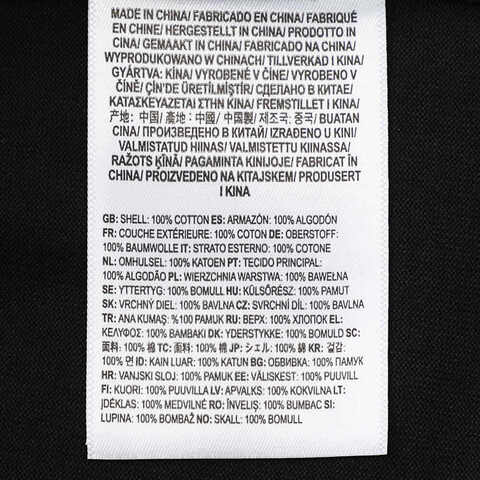 MADE IN CHINA/ FABRICADO EN CHINA/ FABRIQUÉ
EN CHINE/ HERGESTELLT IN CHINA/ PRODOTTO IN
CINA/ GEMAAKT IN CHINA/ FABRICADO NA CHINA/
WYPRODUKOWANO W CHINACH/ TILLVERKAD I KINA/
GYÁRTVA: KÍNA/ VYROBENÉ V ČÍNE/ VYROBENO V
ČÍNĚ/ ÇİN'DE ÜRETİLMİŞTİR/ СДЕЛАНО В КИТАЕ/
ΚΑΤΑΣΚΕΥΑΖΕΤΑΙ ΣΤΗΝ ΚΙΝΑ/ FREMSTILLET I KINA/
产地: 中国/ 產地: 中國/ 中国製/ 제조국: 중국/ BUATAN
CINA/ ПРОИЗВЕДЕНО В КИТАЙ/ IZRAĐENO U KINI/
VALMISTATUD HIINAS/ VALMISTETTU KIINASSA/
RAŽOTS ĶĪNĀ/ PAGAMINTA KINIJOJE/ FABRICAT ÎN
CHINA/ PROIZVEDENO NA KITAJSKEM/ PRODUSERT
I KINA
GB: SHELL: 100% COTTON ES: ARMAZÓN: 100% ALGODÓN
FR: COUCHE EXTÉRIEURE: 100% COTON DE: OBERSTOFF:
100% BAUMWOLLE IT: STRATO ESTERNO: 100% COTONE
NL: OMHULSEL: 100% KATOEN PT: TECIDO PRINCIPAL:
100% ALGODÃO PL: WIERZCHNIA WARSTWA: 100% BAWEŁNA
SE: YTTERTYG: 100% BOMULL HU: KÜLSŐRÉSZ: 100% PAMUT
SK: VRCHNÝ DIEL: 100% BAVLNA CZ: SVRCHNÍ DÍL: 100% BAVLNA
TR: ANA KUMAŞ: %100 PAMUK RU: ВЕРХ: 100% ХЛОПОК EL:
ΚΕΛΥΦΟΣ: 100% ΒΑΜΒΑΚΙ DK: YDERSTYKKE: 100% BOMULD SC:
面料: 100% 棉 TC: 面料: 100% 棉 JP: シェル: 100% 綿 KR: 겉감:
100% 면 ID: KAIN LUAR: 100% KATUN BG: ОБВИВКА: 100% ПАМУК
HR: VANJSKI SLOJ: 100% PAMUK EE: VÄLISKEST: 100% PUUVILL
FI: KUORI: 100% PUUVILLA LV: APVALKS: 100% KOKVILNA LT:
ĮDĖKLAS: 100% MEDVILNĖ RO: ÎNVELIŞ: 100% BUMBAC SI:
LUPINA: 100% BOMBAŽ NO: SKALL: 100% BOMULL